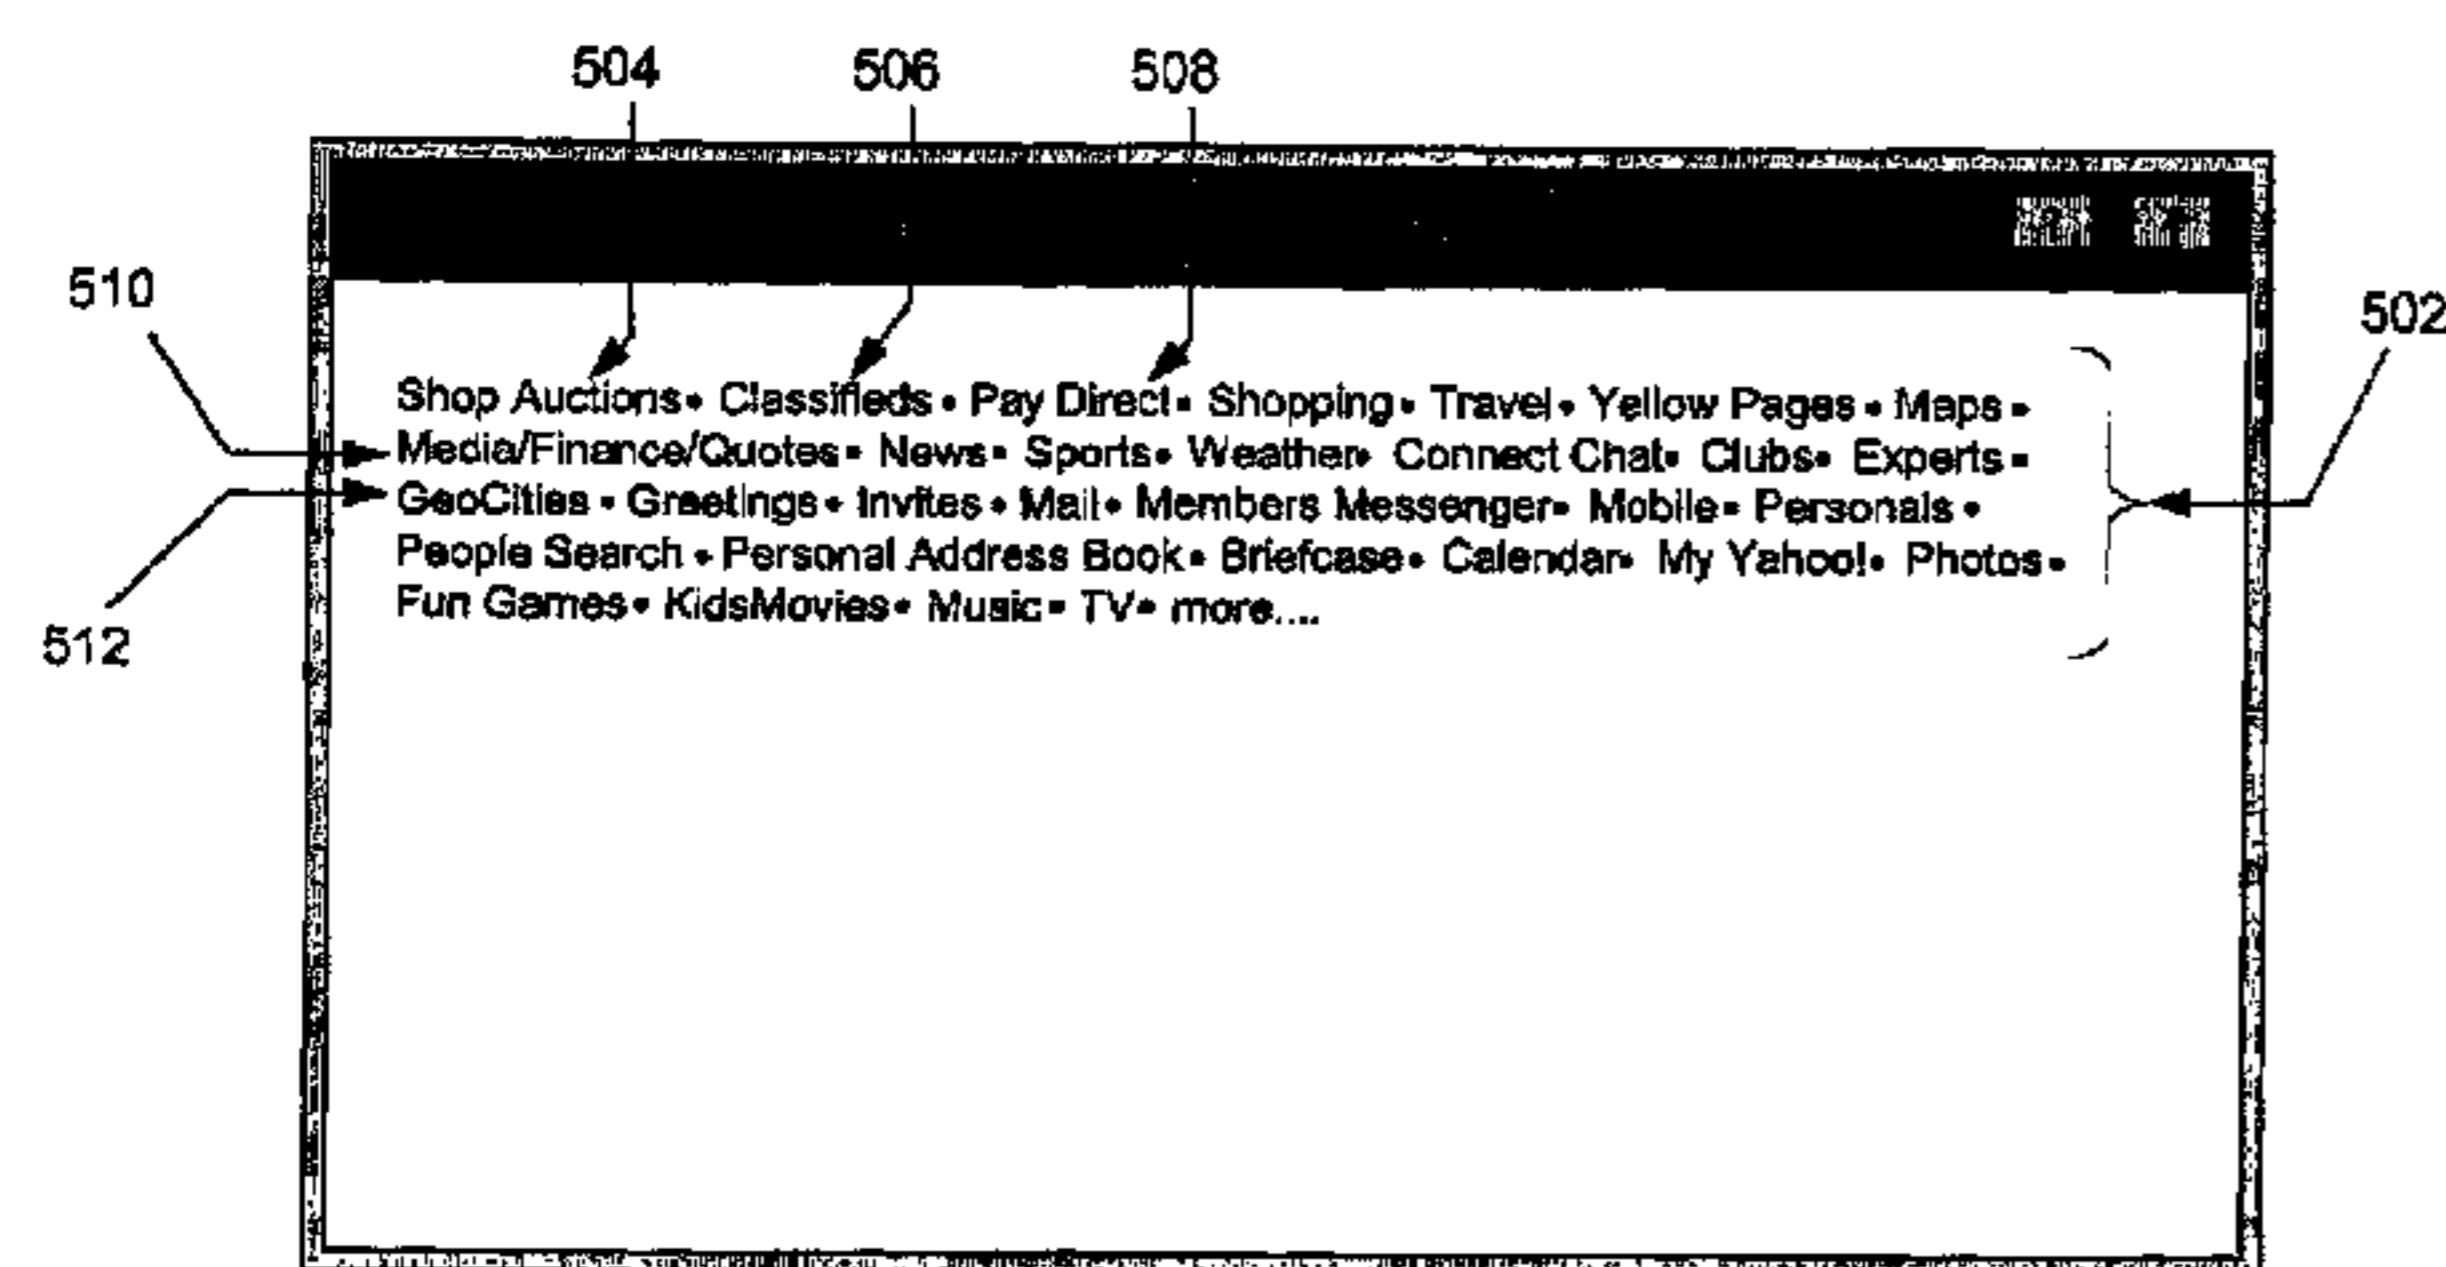 504 506 508
510
502
Shop Auctions• Classifieds • Pay Direct• Shopping• Travel• Yellow Pages • Maps •
Media/Finance/Quotes• News• Sports• Weather• Connect Chat• Clubs• Experts •
GeoCities • Greetings • Invites • Mail• Members Messenger• Mobile• Personals •
People Search • Personal Address Book• Briefcase• Calendar• My Yahoo!• Photos•
Fun Games• KidsMovies• Music• TV• more....
512